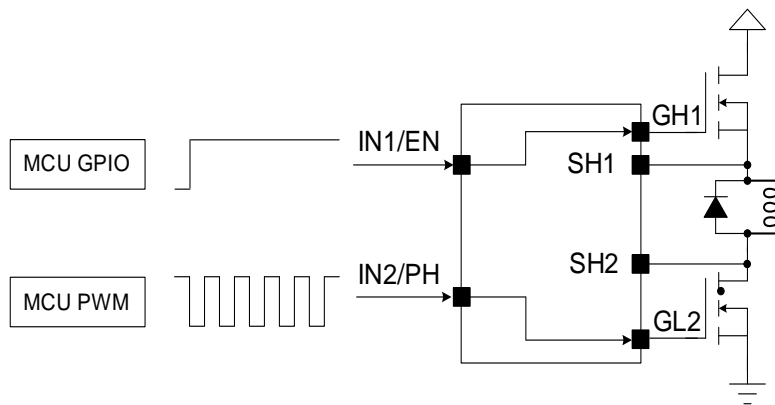 GH1
IN1/EN
MCU GPIO
SH1
SH2
IN2/PH
MCU PWM
GL2